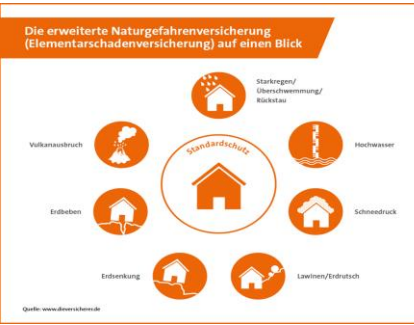 Die erweiterte Naturgefahrenversicherung
(Elementarschadenversicherung) auf einen Blick
Starkregen/
Überschwemmung/
Rückstau
Vulkanausbruch
Standardschutz
Hochwasser
Erdbeben
Schneedruck
Erdsenkung
Lawinen/Erdrutsch
Quelle: www.dieversicherer.de